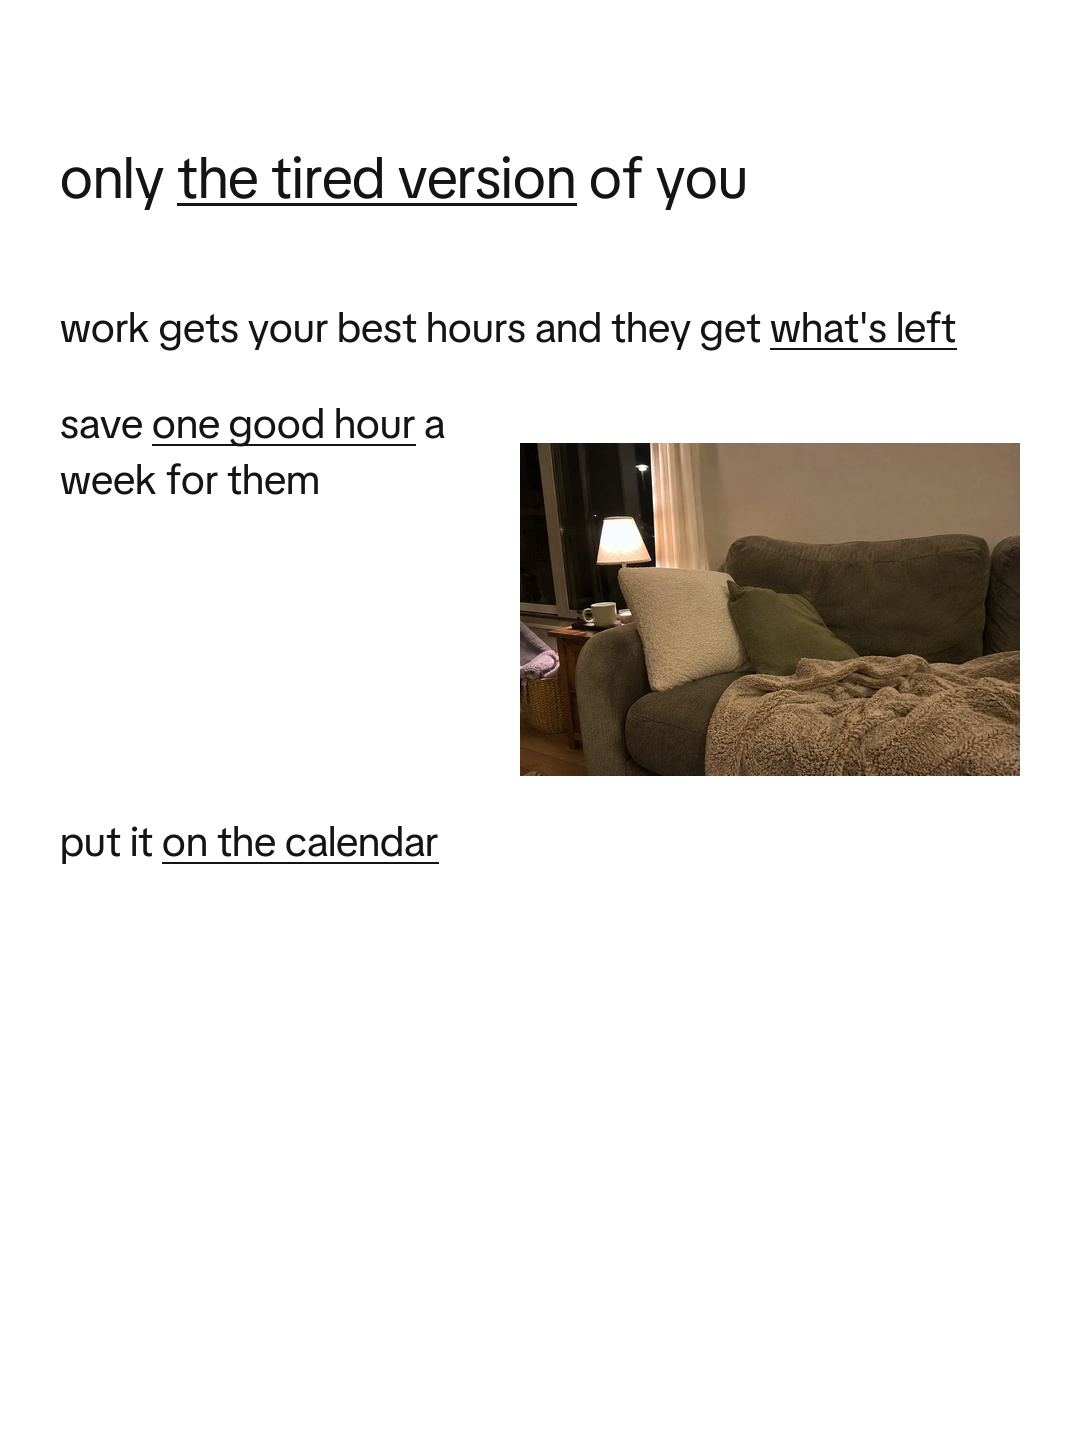 only the tired version of you
work gets your best hours and they get what's left
save one good hour a
week for them
put it on the calendar